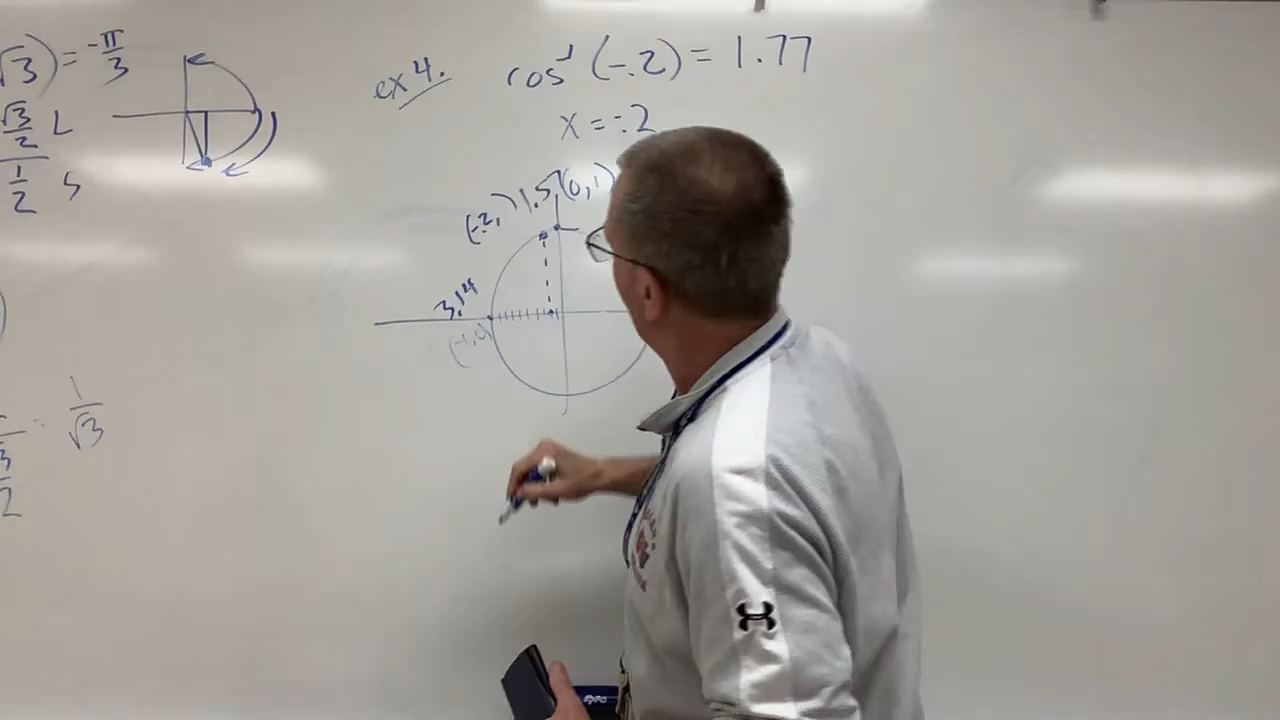 √3) = -π/3
√3/2 L
1/2 S
ex 4. cos⁻¹ (-.2) = 1.77
x = -.2
(-.2, ) 1.57 (0, 1)
3.14
(-1, 0)
1/√3
EXPO